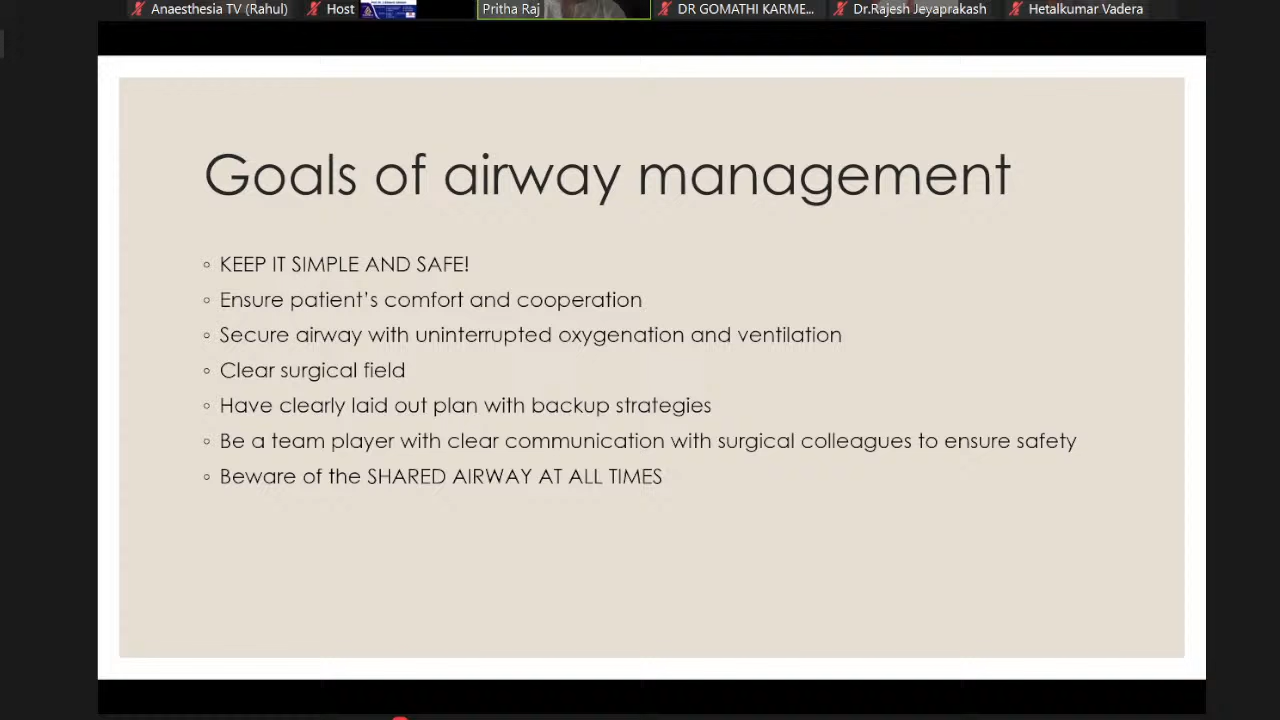 Anaesthesia TV (Rahul) Host Pritha Raj DR GOMATHI KARME... Dr.Rajesh Jeyaprakash Hetalkumar Vadera
Goals of airway management
◦ KEEP IT SIMPLE AND SAFE!
◦ Ensure patient’s comfort and cooperation
◦ Secure airway with uninterrupted oxygenation and ventilation
◦ Clear surgical field
◦ Have clearly laid out plan with backup strategies
◦ Be a team player with clear communication with surgical colleagues to ensure safety
◦ Beware of the SHARED AIRWAY AT ALL TIMES